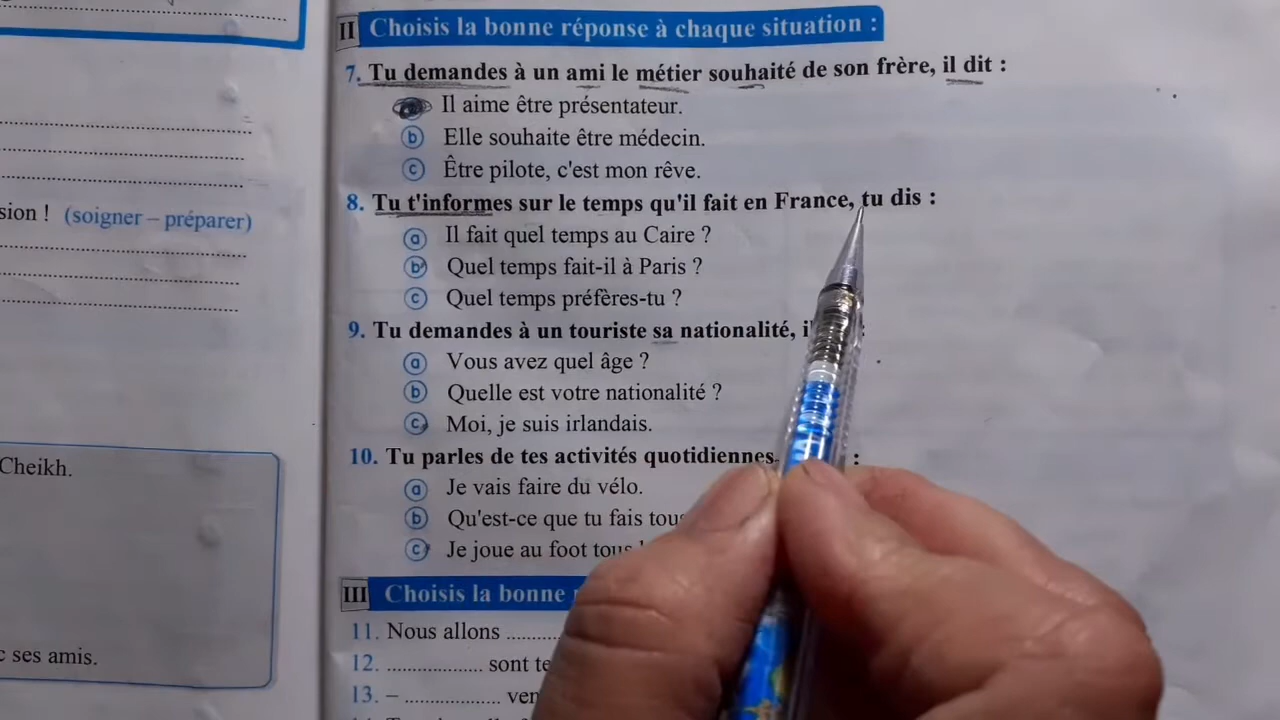 II Choisis la bonne réponse à chaque situation :
7. Tu demandes à un ami le métier souhaité de son frère, il dit :
Il aime être présentateur.
b Elle souhaite être médecin.
c Être pilote, c'est mon rêve.
sion ! (soigner – préparer)
8. Tu t'informes sur le temps qu'il fait en France, tu dis :
a Il fait quel temps au Caire ?
b Quel temps fait-il à Paris ?
c Quel temps préfères-tu ?
9. Tu demandes à un touriste sa nationalité, :
a Vous avez quel âge ?
b Quelle est votre nationalité ?
c Moi, je suis irlandais.
10. Tu parles de tes activités quotidiennes :
Cheikh.
a Je vais faire du vélo.
b Qu'est-ce que tu fais
c Je joue au foot tous
III Choisis la bonne
11. Nous allons ..........
12. .................. sont
c ses amis.
13. – ..................